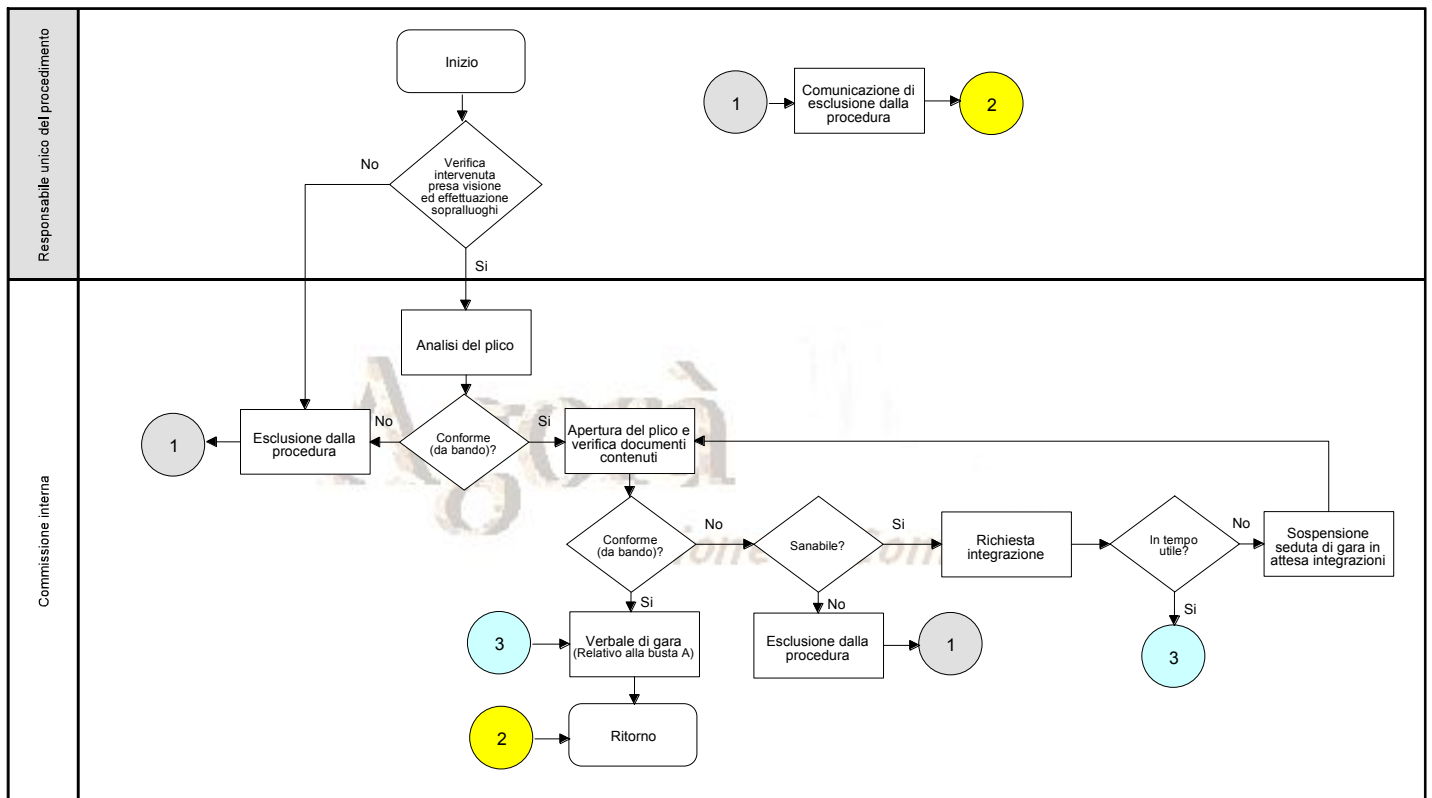 Responsabile unico del procedimento
Inizio
1
Comunicazione di
esclusione dalla
procedura
2
No
Verifica
intervenuta
presa visione
ed effettuazione
sopralluoghi
Si
Commissione interna
Analisi del plico
1
Esclusione dalla
procedura
No
Conforme
(da bando)?
Si
Apertura del plico e
verifica documenti
contenuti
Agorà
Conforme
(da bando)?
No
Sanabile?
Si
Richiesta
integrazione
In tempo
utile?
No
Sospensione
seduta di gara in
attesa integrazioni
Si
No
Si
3
Verbale di gara
(Relativo alla busta A)
Esclusione dalla
procedura
1
3
2
Ritorno